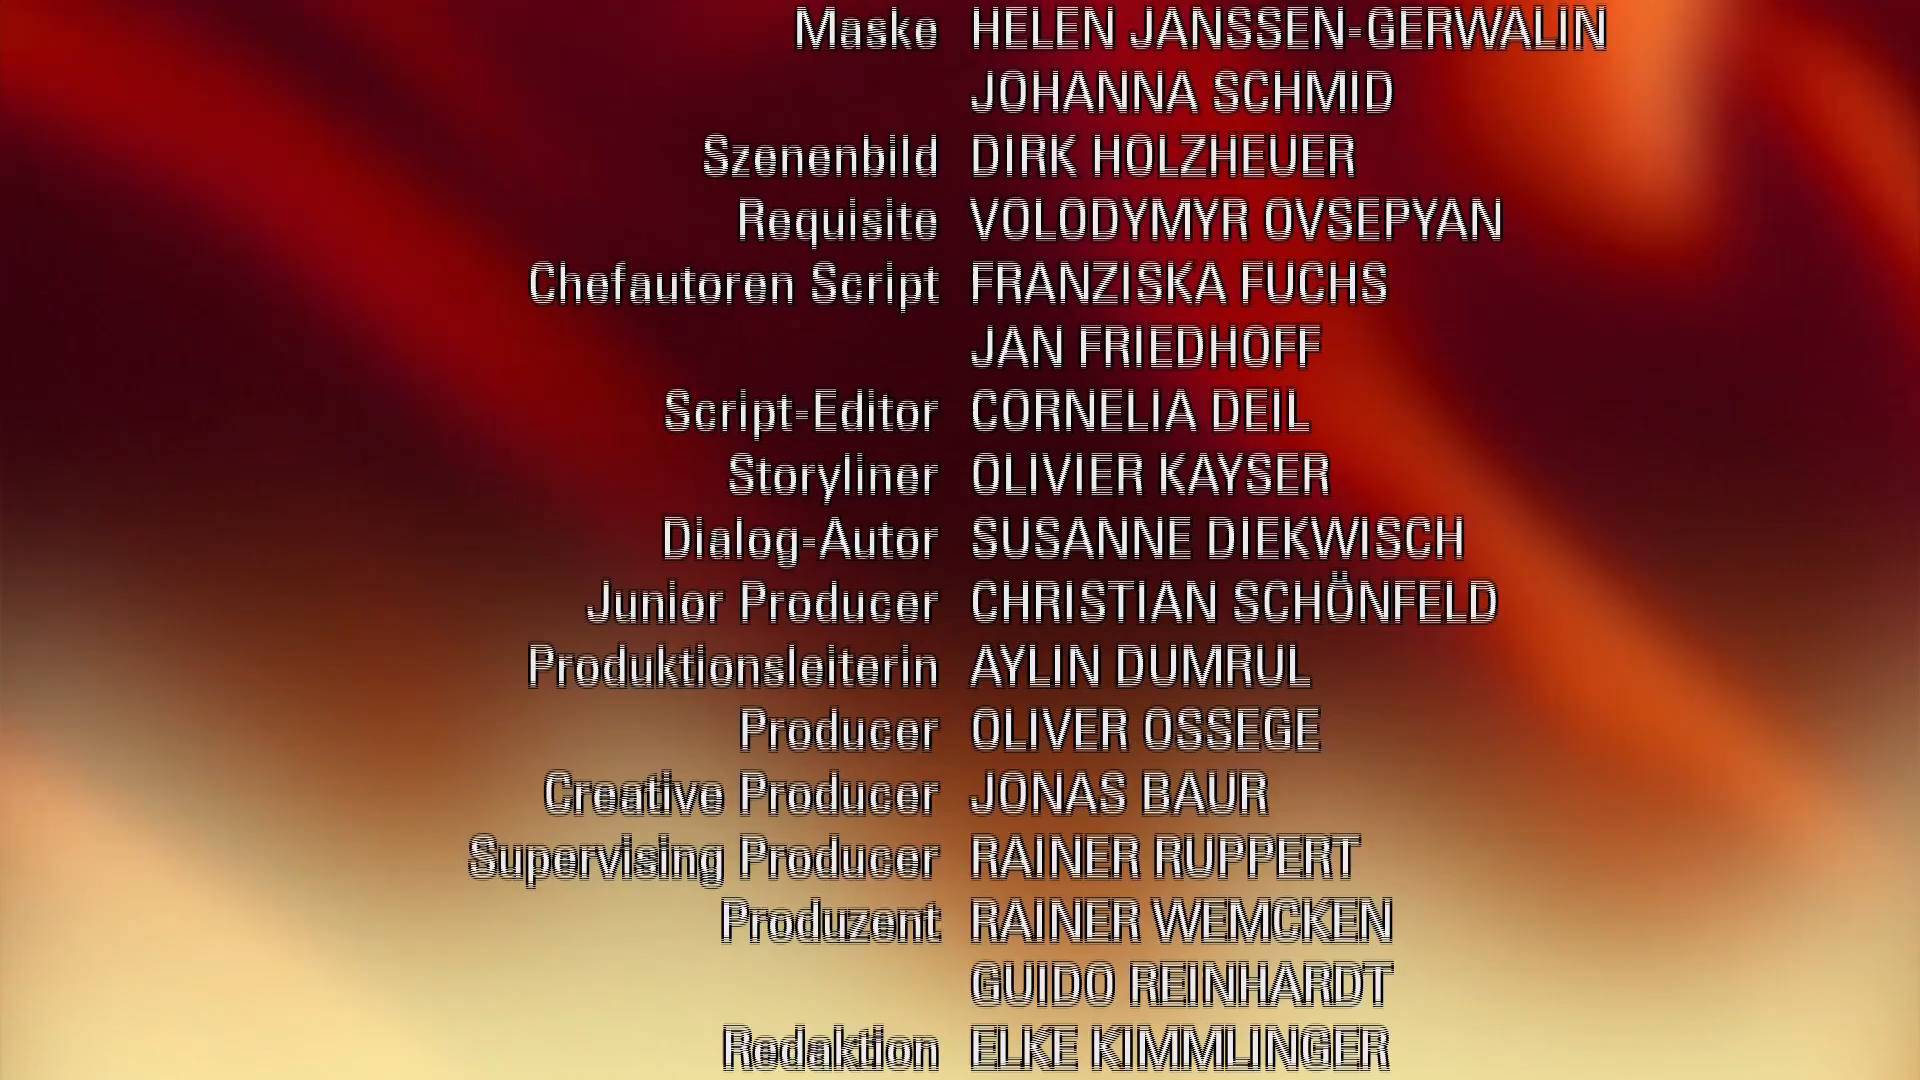 Maske HELEN JANSSEN-GERWALIN
JOHANNA SCHMID
Szenenbild DIRK HOLZHEUER
Requisite VOLODYMYR OVSEPYAN
Chefautoren Script FRANZISKA FUCHS
JAN FRIEDHOFF
Script-Editor CORNELIA DEIL
Storyliner OLIVIER KAYSER
Dialog-Autor SUSANNE DIEKWISCH
Junior Producer CHRISTIAN SCHÖNFELD
Produktionsleiterin AYLIN DUMRUL
Producer OLIVER OSSEGE
Creative Producer JONAS BAUR
Supervising Producer RAINER RUPPERT
Produzent RAINER WEMCKEN
GUIDO REINHARDT
Redaktion ELKE KIMMLINGER